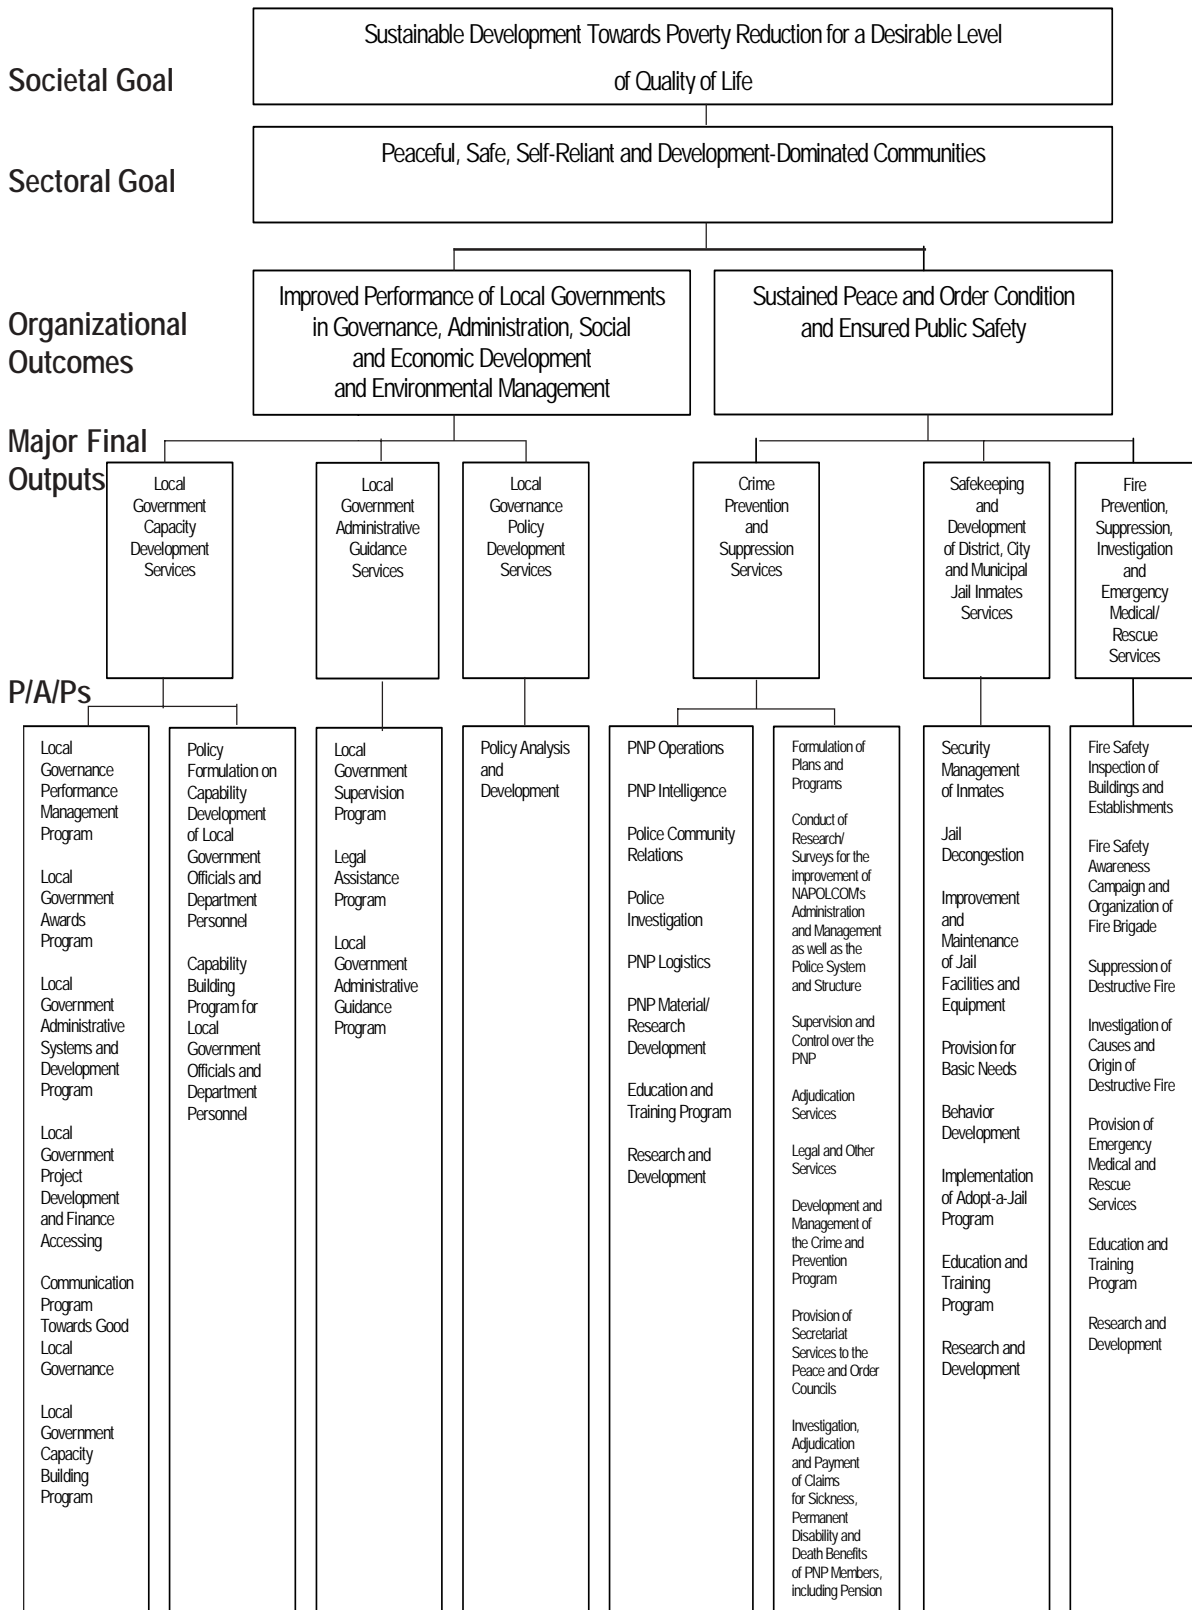 Societal Goal
Sustainable Development Towards Poverty Reduction for a Desirable Level
of Quality of Life
Sectoral Goal
Peaceful, Safe, Self-Reliant and Development-Dominated Communities
Organizational
Outcomes
Improved Performance of Local Governments
in Governance, Administration, Social
and Economic Development
and Environmental Management
Sustained Peace and Order Condition
and Ensured Public Safety
Major Final
Outputs
Local
Government
Capacity
Development
Services
Local
Government
Administrative
Guidance
Services
Local
Governance
Policy
Development
Services
Crime
Prevention
and
Suppression
Services
Safekeeping
and
Development
of District, City
and Municipal
Jail Inmates
Services
Fire
Prevention,
Suppression,
Investigation
and
Emergency
Medical/
Rescue
Services
P/A/Ps
Local
Governance
Performance
Management
Program
Local
Government
Awards
Program
Local
Government
Administrative
Systems and
Development
Program
Local
Government
Project
Development
and Finance
Accessing
Communication
Program
Towards Good
Local
Governance
Local
Government
Capacity
Building
Program
Policy
Formulation on
Capability
Development
of Local
Government
Officials and
Department
Personnel
Capability
Building
Program for
Local
Government
Officials and
Department
Personnel
Local
Government
Supervision
Program
Legal
Assistance
Program
Local
Government
Administrative
Guidance
Program
Policy Analysis
and
Development
PNP Operations
PNP Intelligence
Police Community
Relations
Police
Investigation
PNP Logistics
PNP Material/
Research
Development
Education and
Training Program
Research and
Development
Formulation of
Plans and
Programs
Conduct of
Research/
Surveys for the
improvement of
NAPOLCOM's
Administration
and Management
as well as the
Police System
and Structure
Supervision and
Control over the
PNP
Adjudication
Services
Legal and Other
Services
Development and
Management of
the Crime and
Prevention
Program
Provision of
Secretariat
Services to the
Peace and Order
Councils
Investigation,
Adjudication
and Payment
of Claims
for Sickness,
Permanent
Disability and
Death Benefits
of PNP Members,
including Pension
Security
Management
of Inmates
Jail
Decongestion
Improvement
and
Maintenance
of Jail
Facilities and
Equipment
Provision for
Basic Needs
Behavior
Development
Implementation
of Adopt-a-Jail
Program
Education and
Training
Program
Research and
Development
Fire Safety
Inspection of
Buildings and
Establishments
Fire Safety
Awareness
Campaign and
Organization of
Fire Brigade
Suppression of
Destructive Fire
Investigation of
Causes and
Origin of
Destructive Fire
Provision of
Emergency
Medical and
Rescue
Services
Education and
Training
Program
Research and
Development